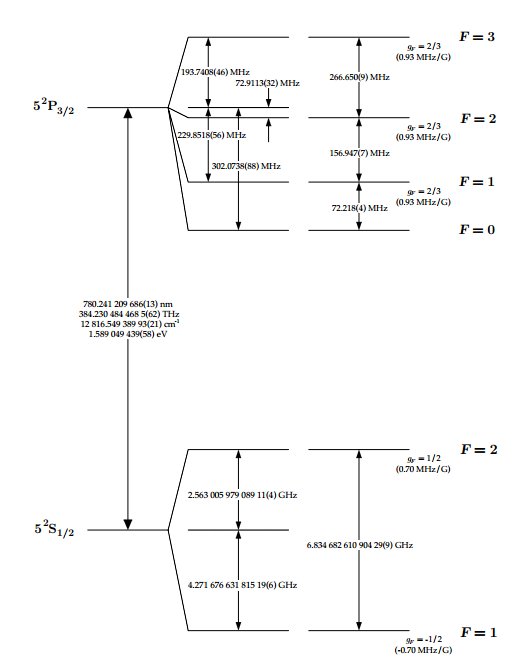 F = 3
g_F = 2/3
(0.93 MHz/G)
193.7408(46) MHz
72.9113(32) MHz
266.650(9) MHz
5²P₃/₂
F = 2
g_F = 2/3
(0.93 MHz/G)
229.8518(56) MHz
302.0738(88) MHz
156.947(7) MHz
F = 1
g_F = 2/3
(0.93 MHz/G)
72.218(4) MHz
F = 0
780.241 209 686(13) nm
384.230 484 468 5(62) THz
12 816.549 389 93(21) cm⁻¹
1.589 049 439(58) eV
F = 2
g_F = 1/2
(0.70 MHz/G)
2.563 005 979 089 11(4) GHz
5²S₁/₂
6.834 682 610 904 29(9) GHz
4.271 676 631 815 19(6) GHz
F = 1
g_F = -1/2
(-0.70 MHz/G)